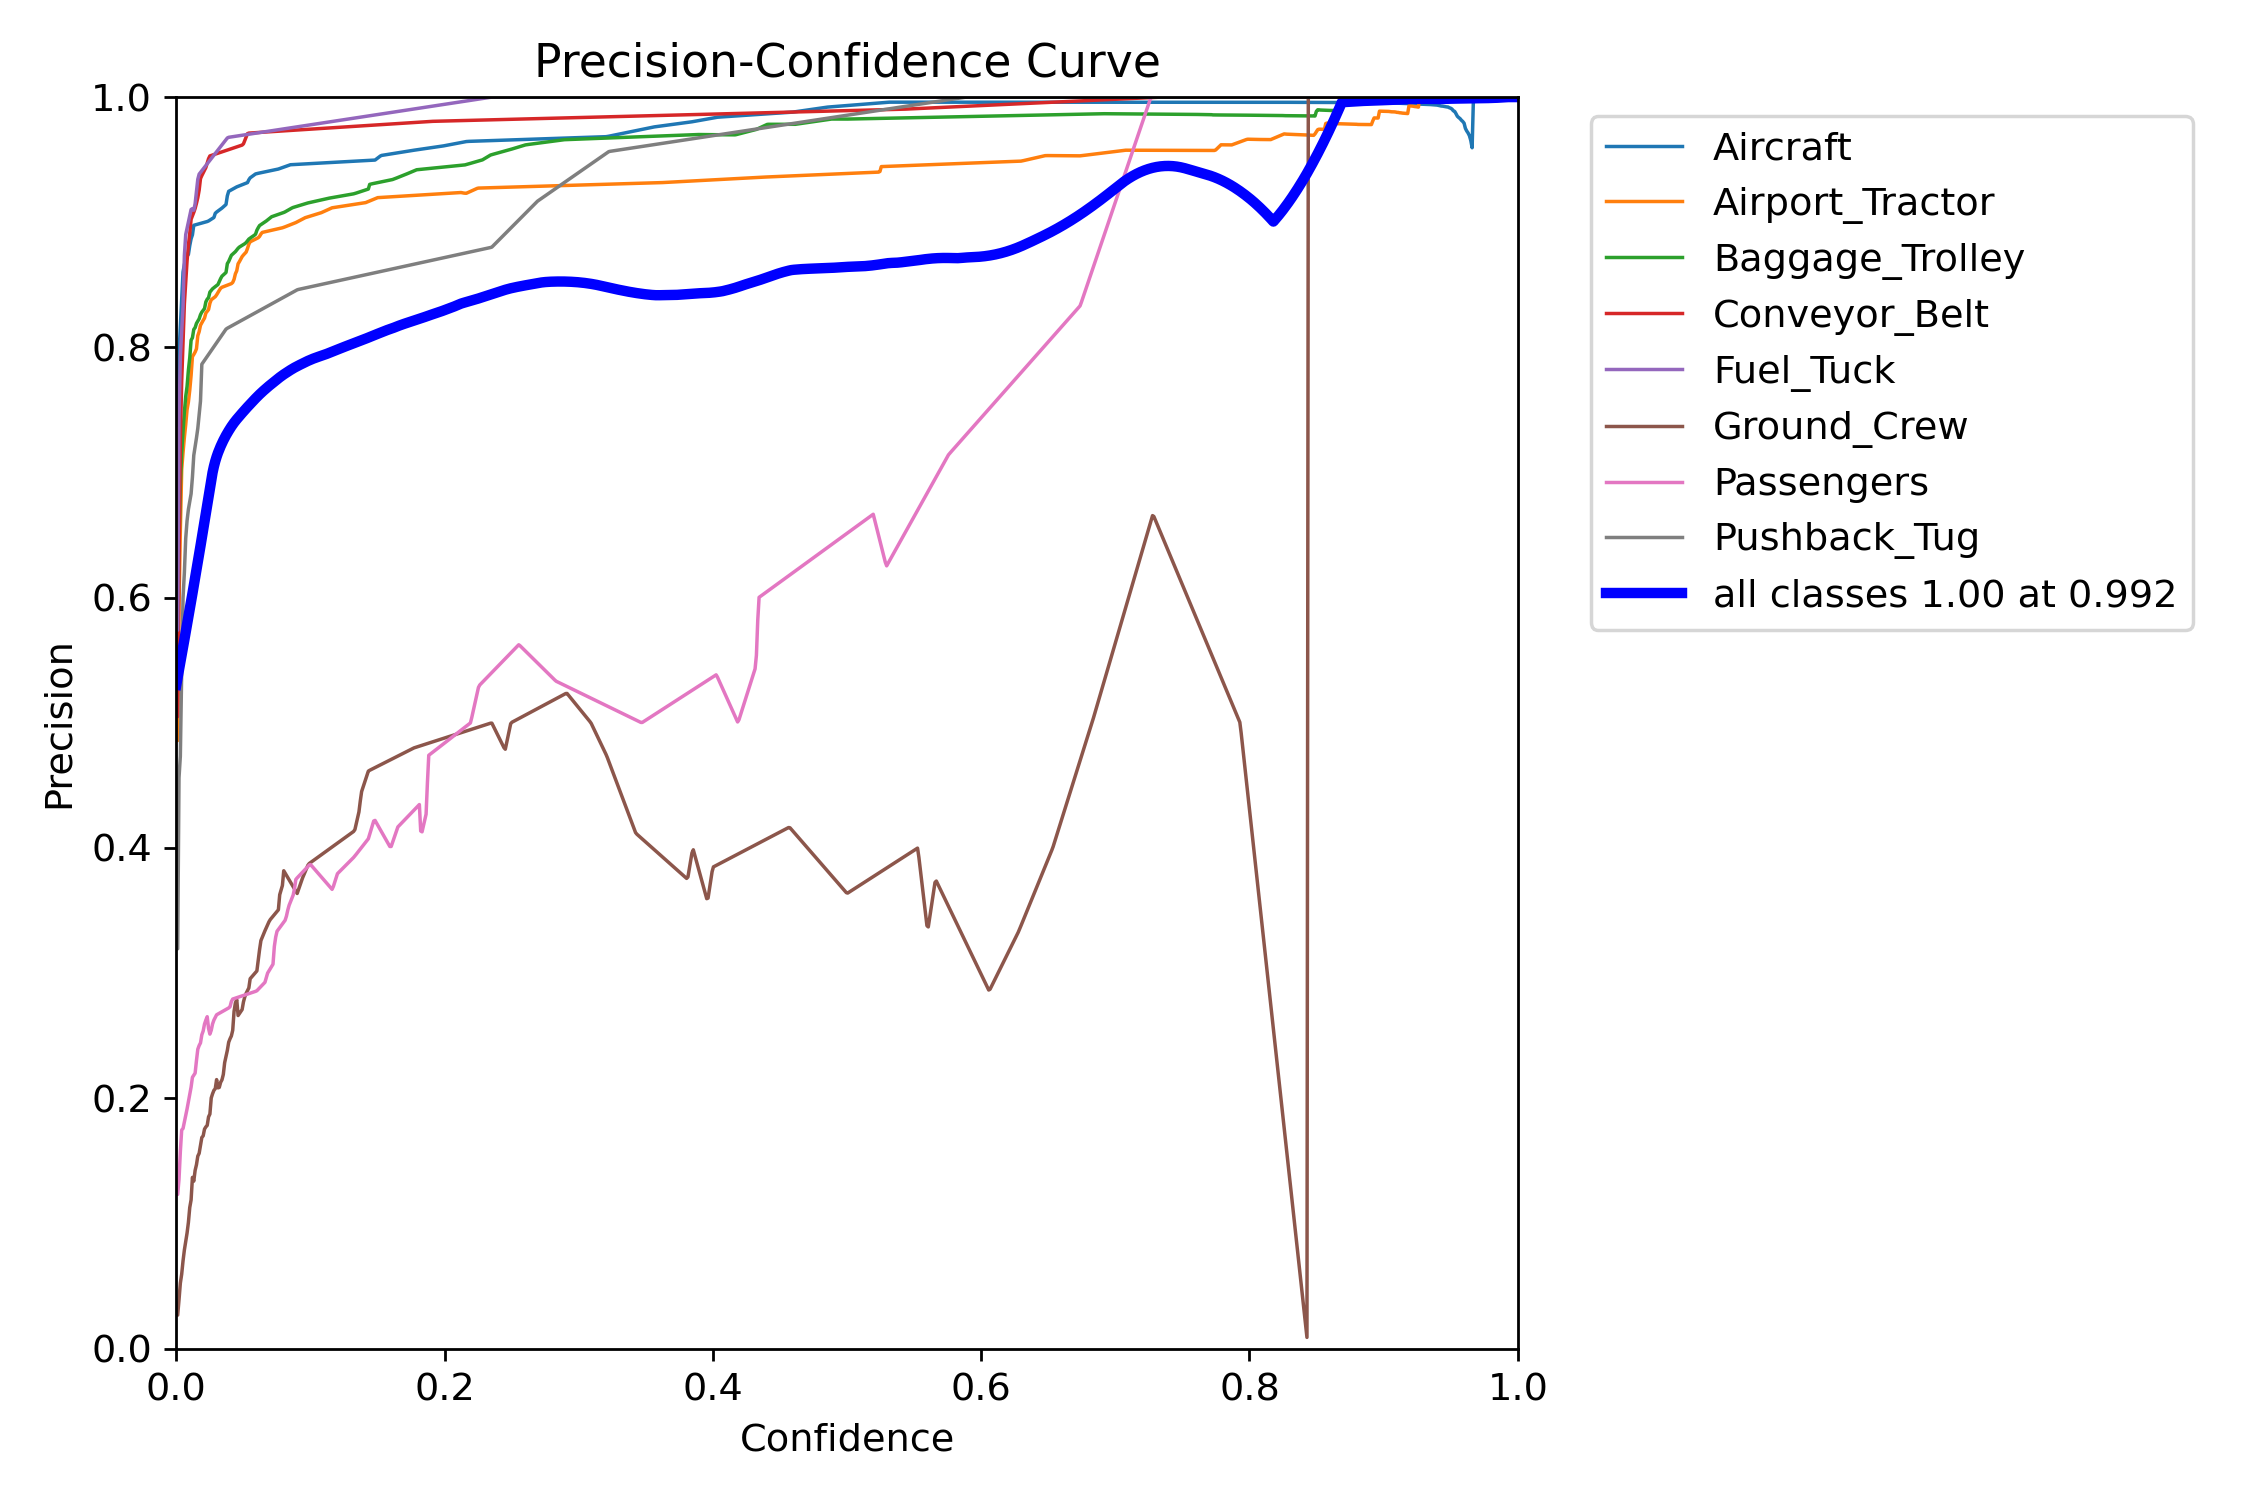 Precision-Confidence Curve
1.0
0.8
0.6
0.4
0.2
0.0
Precision
0.0 0.2 0.4 0.6 0.8 1.0
Confidence
Aircraft
Airport_Tractor
Baggage_Trolley
Conveyor_Belt
Fuel_Tuck
Ground_Crew
Passengers
Pushback_Tug
all classes 1.00 at 0.992